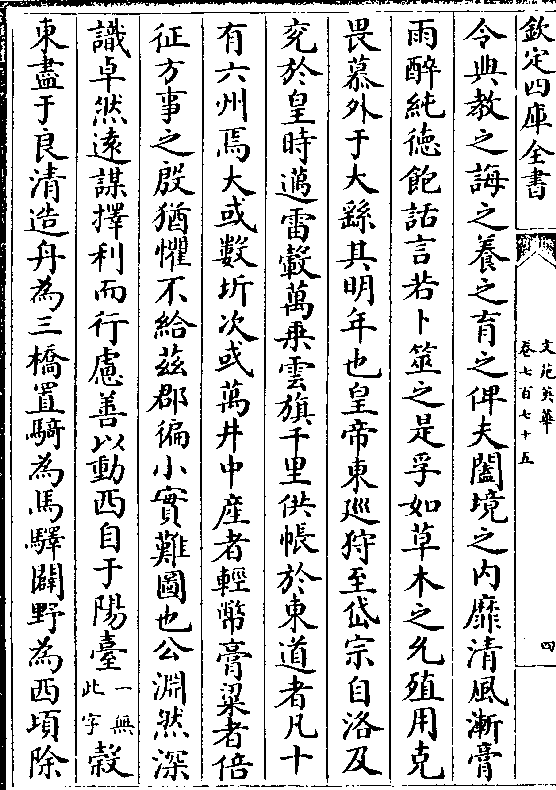 欽定四庫全書
文苑英華
卷七百七十五
四
令典教之誨之養之育之俾夫闔境之内靡清風漸膏
雨醉純徳飽話言若卜筮之是孚如草木之允殖用克
畏慕外于大繇其明年也皇帝東廵狩至岱宗自洛及
兖於皇時邁雷轂萬乗雲旗千里供帳於東道者凡十
有六州焉大或數圻次或萬井中産者輕幣膏粱者倍
征方事之殷猶懼不給兹郡徧小實難圖也公淵然深
識卓然遠謀擇利而行慮善以動西自于陽臺一無此字穀
東盡于良清造舟為三橋置騎為馬驛闢野為西頃除